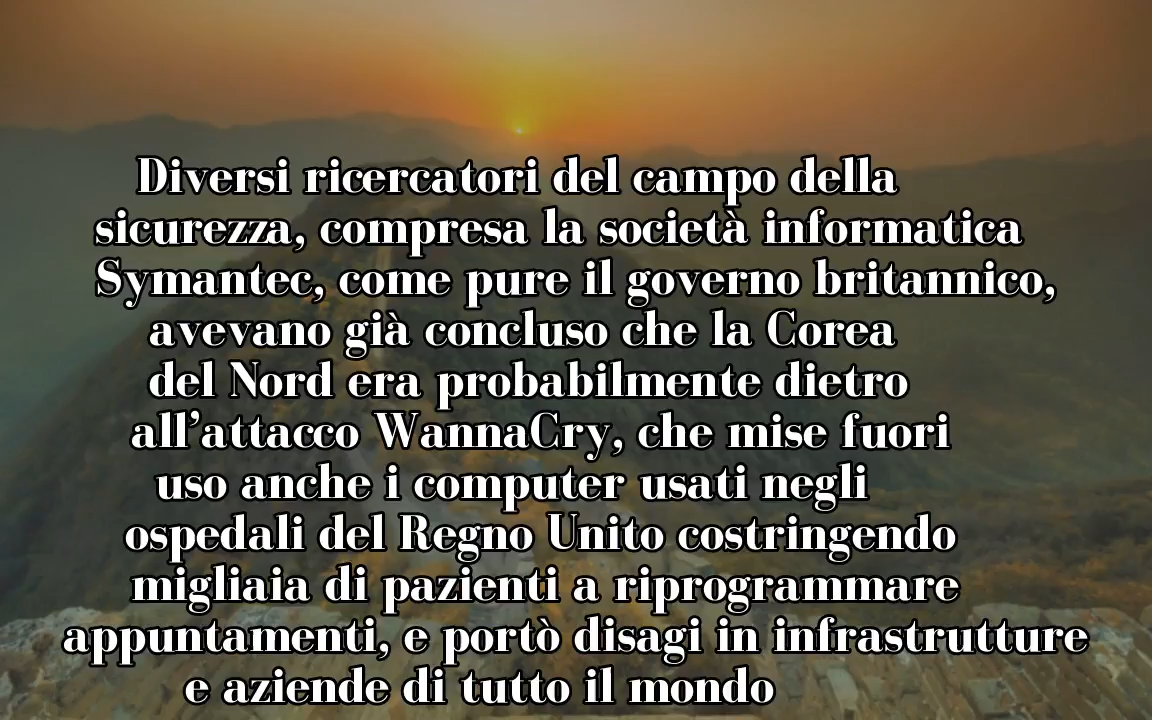 Diversi ricercatori del campo della
sicurezza, compresa la società informatica
Symantec, come pure il governo britannico,
avevano già concluso che la Corea
del Nord era probabilmente dietro
all’attacco WannaCry, che mise fuori
uso anche i computer usati negli
ospedali del Regno Unito costringendo
migliaia di pazienti a riprogrammare
appuntamenti, e portò disagi in infrastrutture
e aziende di tutto il mondo